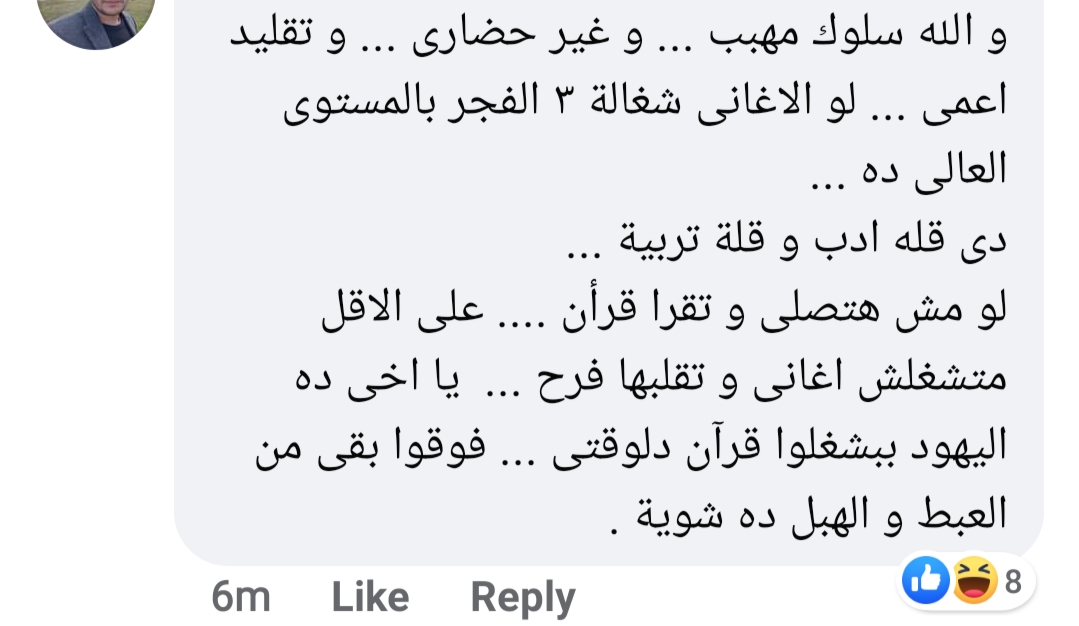 و الله سلوك مهبب ... و غير حضارى ... و تقليد
اعمى ... لو الاغانى شغالة ٣ الفجر بالمستوى
العالى ده ...
دى قله ادب و قلة تربية ...
لو مش هتصلى و تقرا قرأن .... على الاقل
متشغلش اغانى و تقلبها فرح ... يا اخى ده
اليهود ببشغلوا قرآن دلوقتى ... فوقوا بقى من
العبط و الهبل ده شوية .
6m Like Reply 8